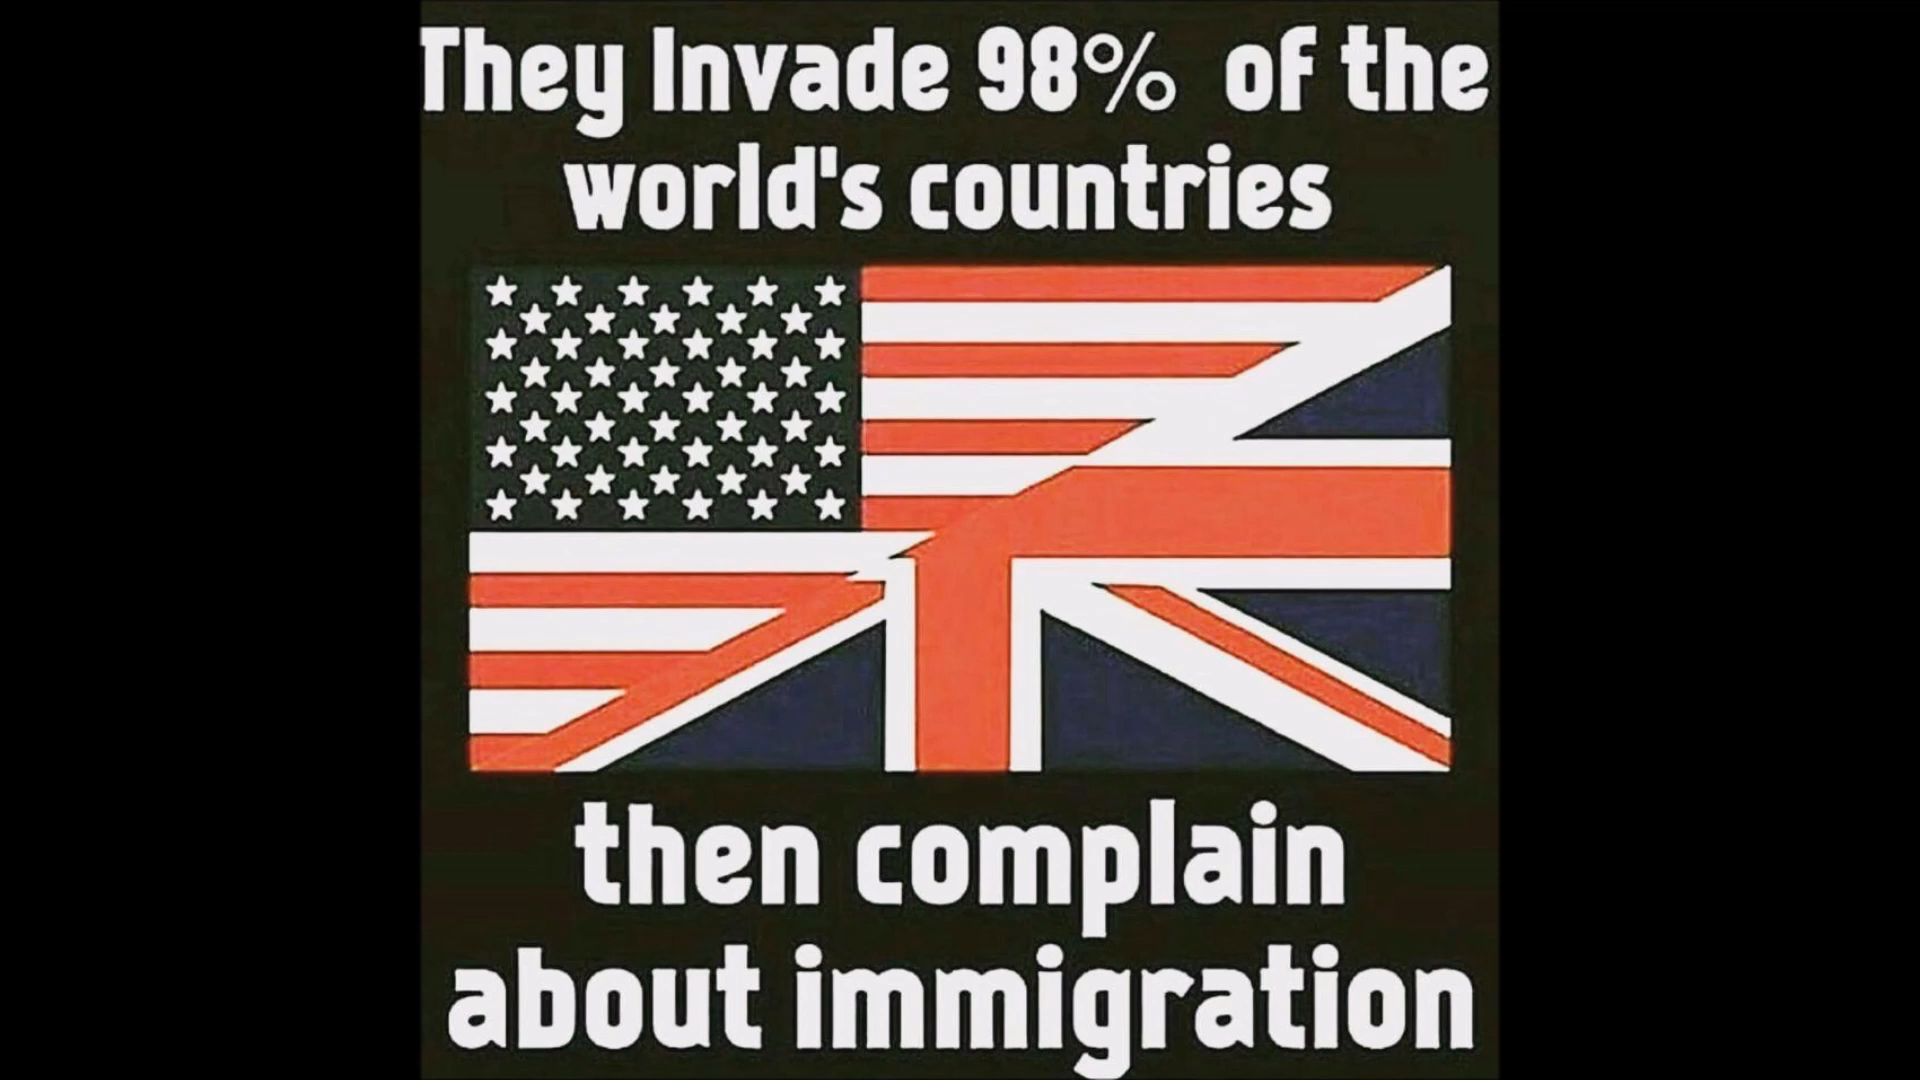 They Invade 98% of the
world's countries
then complain
about immigration